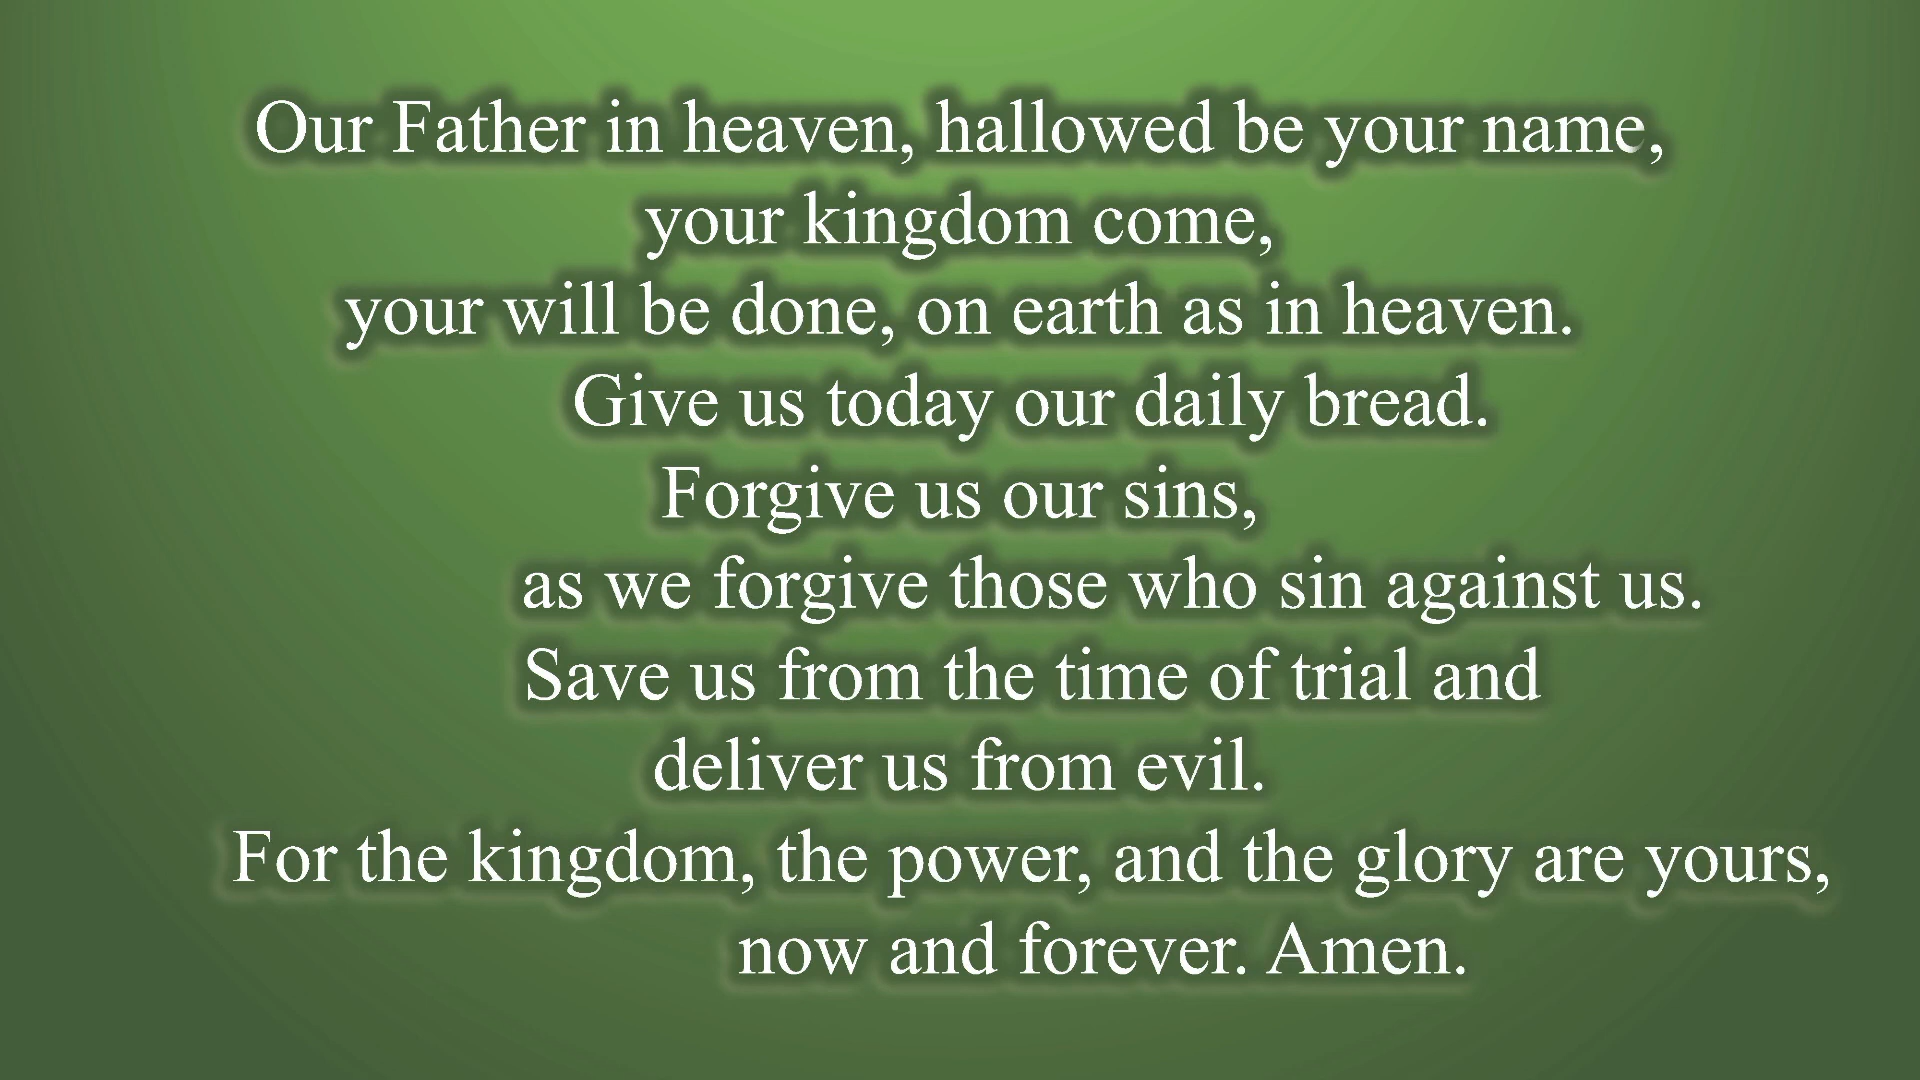 Our Father in heaven, hallowed be your name,
your kingdom come,
your will be done, on earth as in heaven.
Give us today our daily bread.
Forgive us our sins,
as we forgive those who sin against us.
Save us from the time of trial and
deliver us from evil.
For the kingdom, the power, and the glory are yours,
now and forever. Amen.